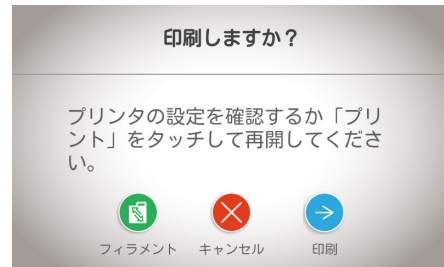 印刷しますか？
プリンタの設定を確認するか「プリ
ント」をタッチして再開してくださ
い。
フィラメント キャンセル 印刷